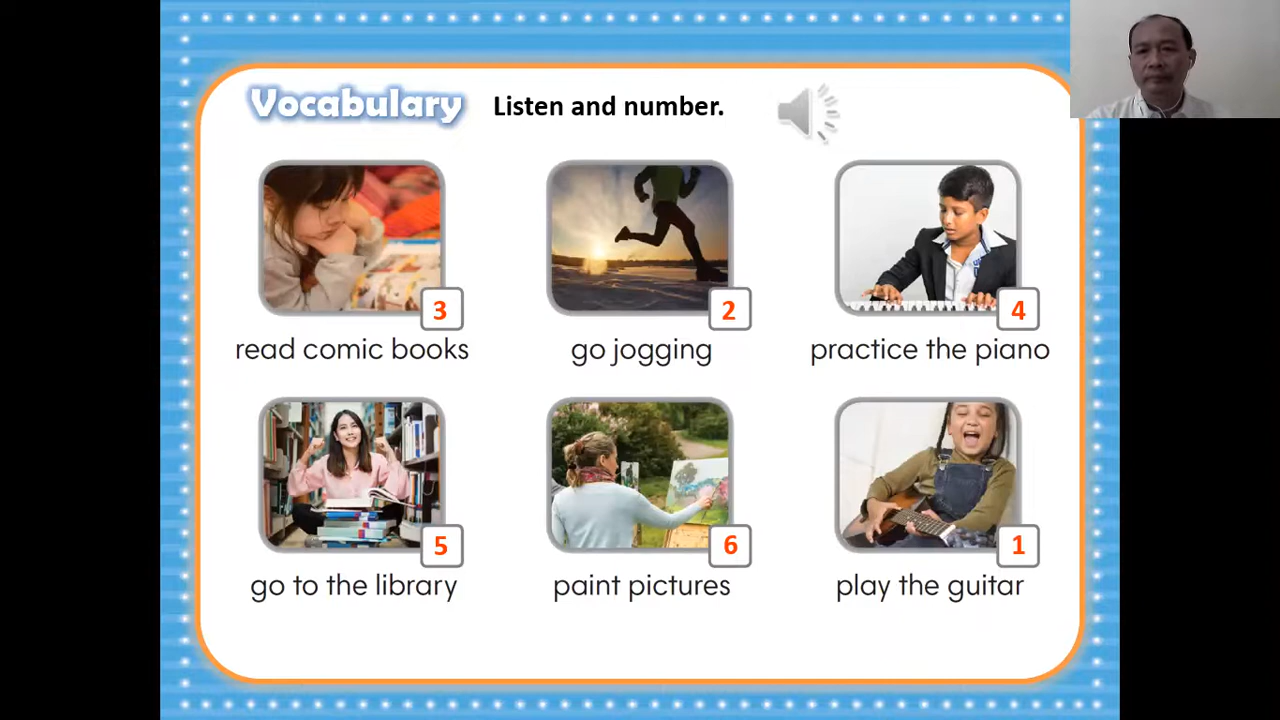 Vocabulary Listen and number.
3 2 4
read comic books go jogging practice the piano
5 6 1
go to the library paint pictures play the guitar